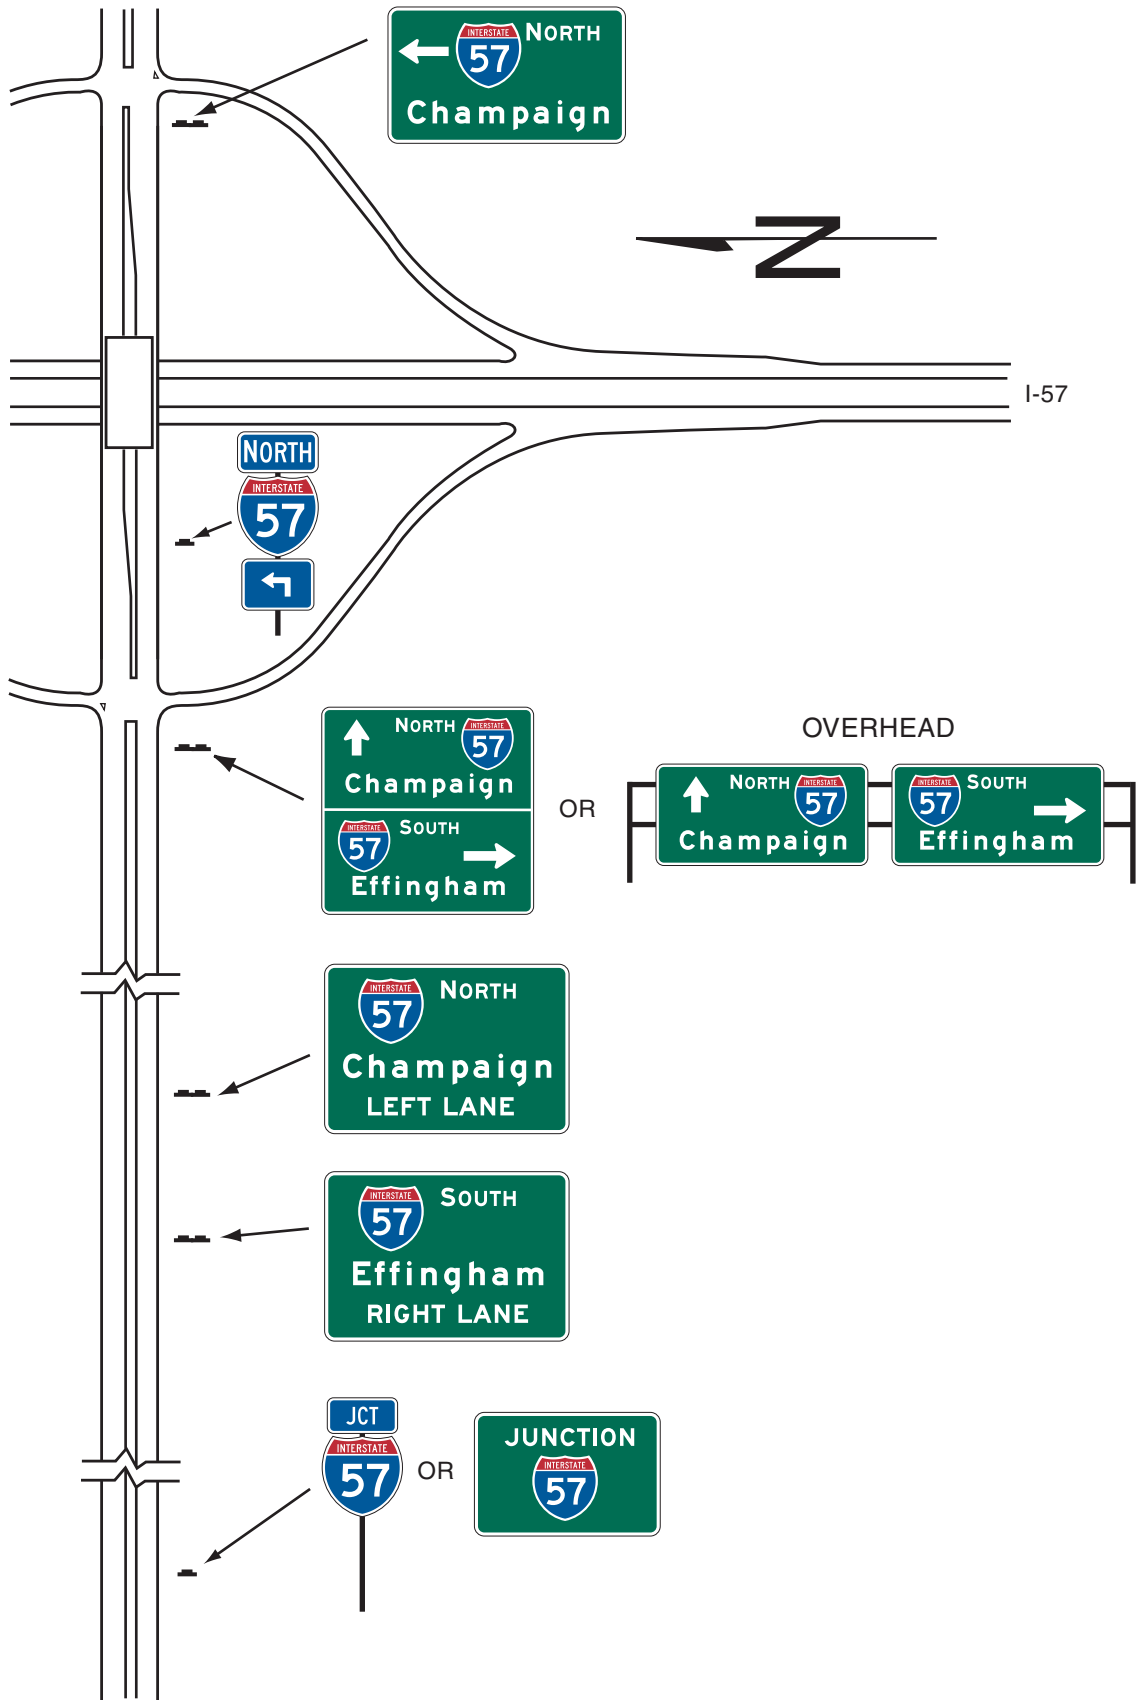 INTERSTATE
57
NORTH
Champaign
N
I-57
NORTH
INTERSTATE
57
NORTH
INTERSTATE
57
Champaign
INTERSTATE
57
SOUTH
Effingham
OR
OVERHEAD
NORTH
INTERSTATE
57
Champaign
INTERSTATE
57
SOUTH
Effingham
INTERSTATE
57
NORTH
Champaign
LEFT LANE
INTERSTATE
57
SOUTH
Effingham
RIGHT LANE
JCT
INTERSTATE
57
OR
JUNCTION
INTERSTATE
57